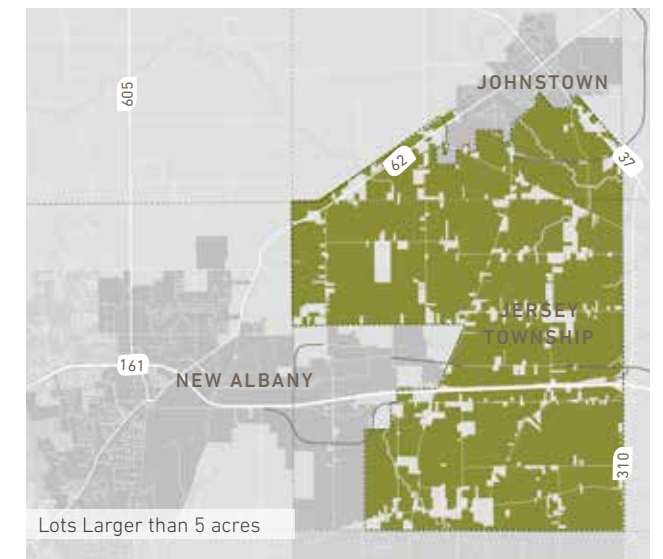 JOHNSTOWN
605
62
37
JERSEY
TOWNSHIP
161
NEW ALBANY
310
Lots Larger than 5 acres